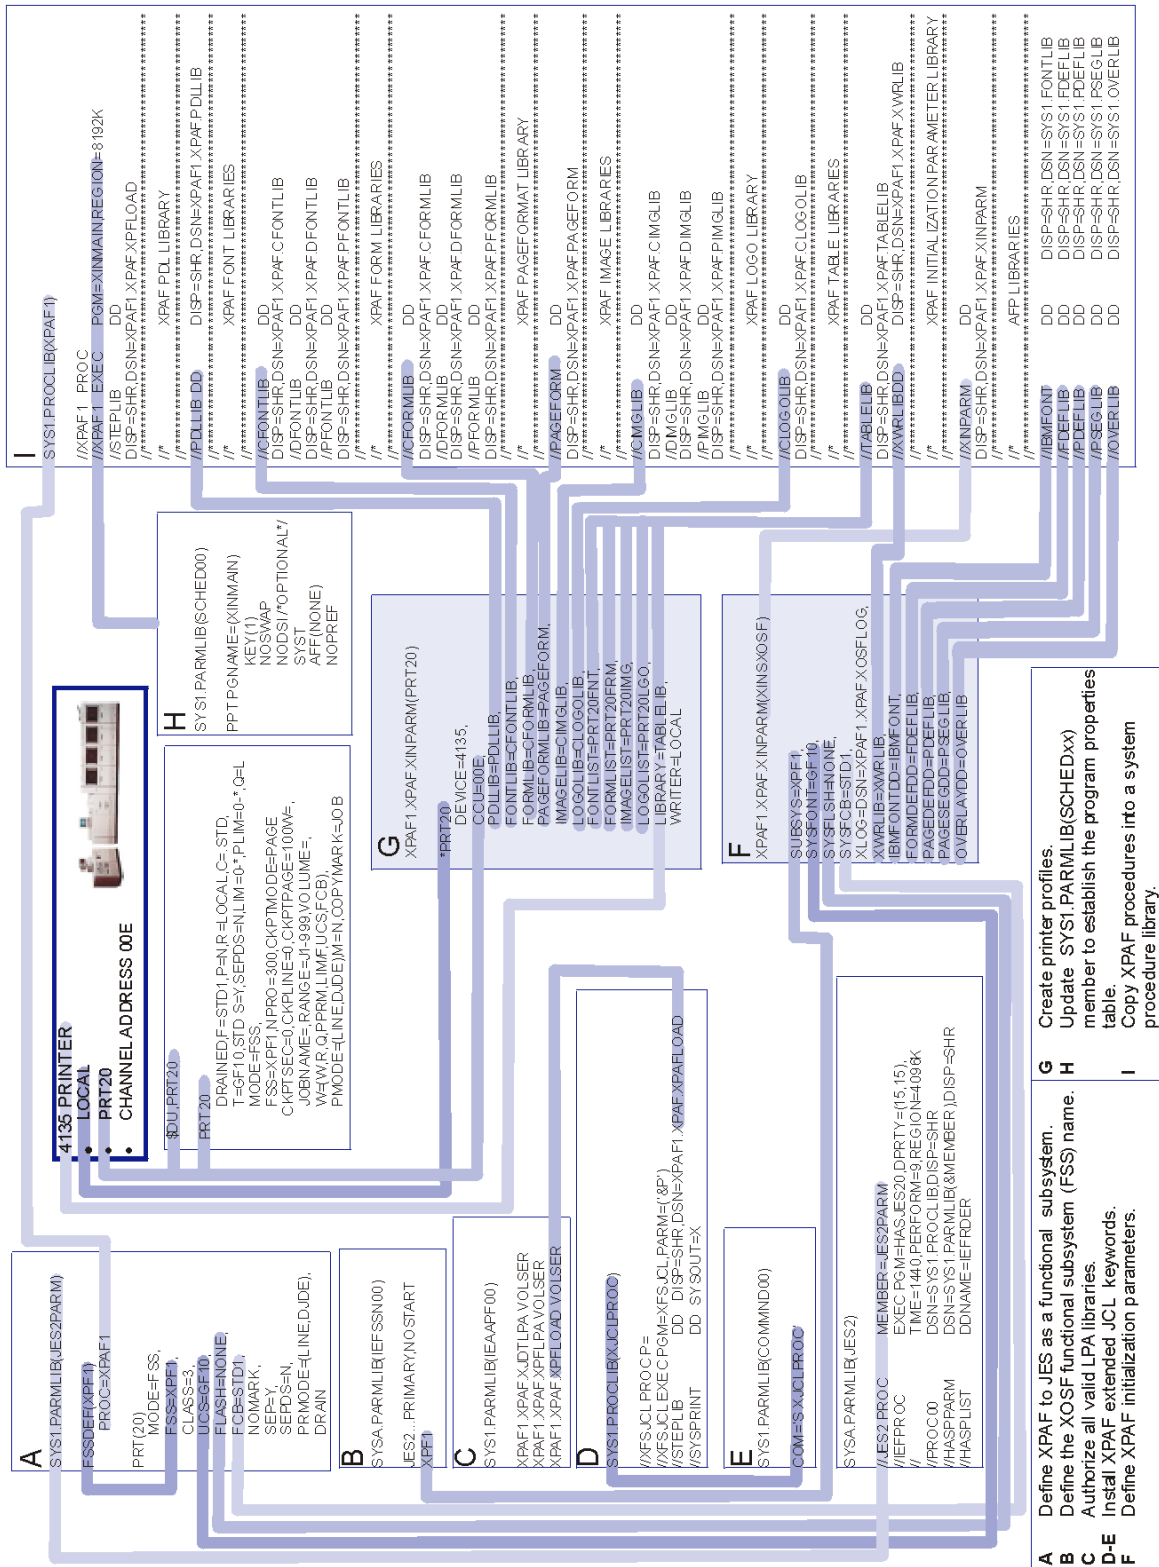 4135 PRINTER
• LOCAL
• PRT20
• CHANNEL ADDRESS 00E
$DU,PRT20
PRT20
DRAINED,F=STD1,P=N,R=LOCAL,C=.STD,
T=GF10,STD S=Y,SEPDS=N,LIM=0-*,PLIM=0-*,Q=L
MODE=FSS,
FSS=XPF1,NPRO=300,CKPTMODE=PAGE
CKPTSEC=0,CKPLINE=0,CKPTPAGE=100W=,
JOBNAME=,RANGE=J1-999,VOLUME=,
W=(W,R,Q,PPRM,LIM/F,UCS,FCB),
PMODE=(LINE,DJDE),M=N,COPYMARK=JOB
A
SYS1.PARMLIB(JES2PARM)
FSSDEF(XPF1)
PROC=XPAF1
PRT(20)
MODE=FSS,
FSS=XPF1,
CLASS=3,
UCS=GF10,
FLASH=NONE,
FCB=STD1,
NOMARK,
SEP=Y,
SEPDS=N,
PRMODE=(LINE,DJDE),
DRAIN
B
SYSA.PARMLIB(IEFSSN00)
JES2...PRIMARY,NOSTART
XPF1
C
SYS1.PARMLIB(IEAAPF00)
XPAF1.XPAF.XJDTLPA VOLSER
XPAF1.XPAF.XPFLPA VOLSER
XPAF1.XPAF.XPFLOAD VOLSER
D
SYS1.PROCLIB(XJCLPROC)
//XFSJCL PROC P=
//XFSJCL EXEC PGM=XFSJCL,PARM=('&P')
//STEPLIB DD DISP=SHR,DSN=XPAF1.XPAF.XPAFLOAD
//SYSPRINT DD SYSOUT=X
E
SYS1.PARMLIB(COMMND00)
COM='S XJCLPROC'
SYSA.PARMLIB(JES2)
//JES2 PROC MEMBER=JES2PARM
//IEFPROC EXEC PGM=HASJES20,DPRTY=(15,15),
// TIME=1440,PERFORM=9,REGION=4096K
//PROC00 DSN=SYS1.PROCLIB,DISP=SHR
//HASPPARM DSN=SYS1.PARMLIB(&MEMBER),DISP=SHR
//HASPLIST DDNAME=IEFRDER
H
SYS1.PARMLIB(SCHED00)
PPT PGNAME=(XINMAIN)
KEY(1)
NOSWAP
NODSI /*OPTIONAL*/
SYST
AFF(NONE)
NOPREF
G
XPAF1.XPAF.XINPARM(PRT20)
*PRT20
DEVICE=4135,
CCU=00E,
PDLLIB=PDLLIB,
FONTLIB=CFONTLIB,
FORMLIB=CFORMLIB,
PAGEFORMLIB=PAGEFORM,
IMAGELIB=CIMGLIB,
LOGOLIB=CLOGOLIB,
FONTLIST=PRT20FNT,
FORMLIST=PRT20FRM,
IMAGELIST=PRT20IMG,
LOGOLIST=PRT20LGO,
LIBRARY=TABLELIB,
WRITER=LOCAL
F
XPAF1.XPAF.XINPARM(XINSXOSF)
SUBSYS=XPF1,
SYSFONT=GF10,
SYSFLSH=NONE,
SYSFCB=STD1,
XLOG=DSN=XPAF1.XPAF.XOSFLOG,
XWRLIB=XWRLIB,
IBMFONTDD=IBMFONT,
FORMDEFDD=FDEFLIB,
PAGEDEFDD=PDEFLIB,
PAGESEGDD=PSEGLIB,
OVERLAYDD=OVERLIB
I
SYS1.PROCLIB(XPAF1)
//XPAF1 PROC
//XPAF1 EXEC PGM=XINMAIN,REGION=8192K
//STEPLIB DD
DISP=SHR,DSN=XPAF1.XPAF.XPFLOAD
//**************************************************
//* XPAF PDL LIBRARY
//**************************************************
//PDLLIB DD DISP=SHR,DSN=XPAF1.XPAF.PDLLIB
//**************************************************
//* XPAF FONT LIBRARIES
//**************************************************
//CFONTLIB DD
DISP=SHR,DSN=XPAF1.XPAF.CFONTLIB
//DFONTLIB DD
DISP=SHR,DSN=XPAF1.XPAF.DFONTLIB
//PFONTLIB DD
DISP=SHR,DSN=XPAF1.XPAF.PFONTLIB
//**************************************************
//* XPAF FORM LIBRARIES
//**************************************************
//CFORMLIB DD
DISP=SHR,DSN=XPAF1.XPAF.CFORMLIB
//DFORMLIB DD
DISP=SHR,DSN=XPAF1.XPAF.DFORMLIB
//PFORMLIB DD
DISP=SHR,DSN=XPAF1.XPAF.PFORMLIB
//**************************************************
//* XPAF PAGEFORMAT LIBRARY
//**************************************************
//PAGEFORM DD
DISP=SHR,DSN=XPAF1.XPAF.PAGEFORM
//**************************************************
//* XPAF IMAGE LIBRARIES
//**************************************************
//CIMGLIB DD
DISP=SHR,DSN=XPAF1.XPAF.CIMGLIB
//DIMGLIB DD
DISP=SHR,DSN=XPAF1.XPAF.DIMGLIB
//PIMGLIB DD
DISP=SHR,DSN=XPAF1.XPAF.PIMGLIB
//**************************************************
//* XPAF LOGO LIBRARY
//**************************************************
//CLOGOLIB DD
DISP=SHR,DSN=XPAF1.XPAF.CLOGOLIB
//**************************************************
//* XPAF TABLE LIBRARIES
//**************************************************
//TABLELIB DD
DISP=SHR,DSN=XPAF1.XPAF.TABLELIB
//XWRLIBDD DISP=SHR,DSN=XPAF1.XPAF.XWRLIB
//**************************************************
//* XPAF INITIALIZATION PARAMETER LIBRARY
//**************************************************
//XINPARM DD
DISP=SHR,DSN=XPAF1.XPAF.XINPARM
//**************************************************
//* AFP LIBRARIES
//**************************************************
//IBMFONT DD DISP=SHR,DSN=SYS1.FONTLIB
//FDEFLIB DD DISP=SHR,DSN=SYS1.FDEFLIB
//PDEFLIB DD DISP=SHR,DSN=SYS1.PDEFLIB
//PSEGLIB DD DISP=SHR,DSN=SYS1.PSEGLIB
//OVERLIB DD DISP=SHR,DSN=SYS1.OVERLIB
A Define XPAF to JES as a functional subsystem.
B Define the XOSF functional subsystem (FSS) name.
C Authorize all valid LPA libraries.
D-E Install XPAF extended JCL keywords.
F Define XPAF initialization parameters.
G Create printer profiles.
H Update SYS1.PARMLIB(SCHEDxx)
member to establish the program properties
table.
I Copy XPAF procedures into a system
procedure library.